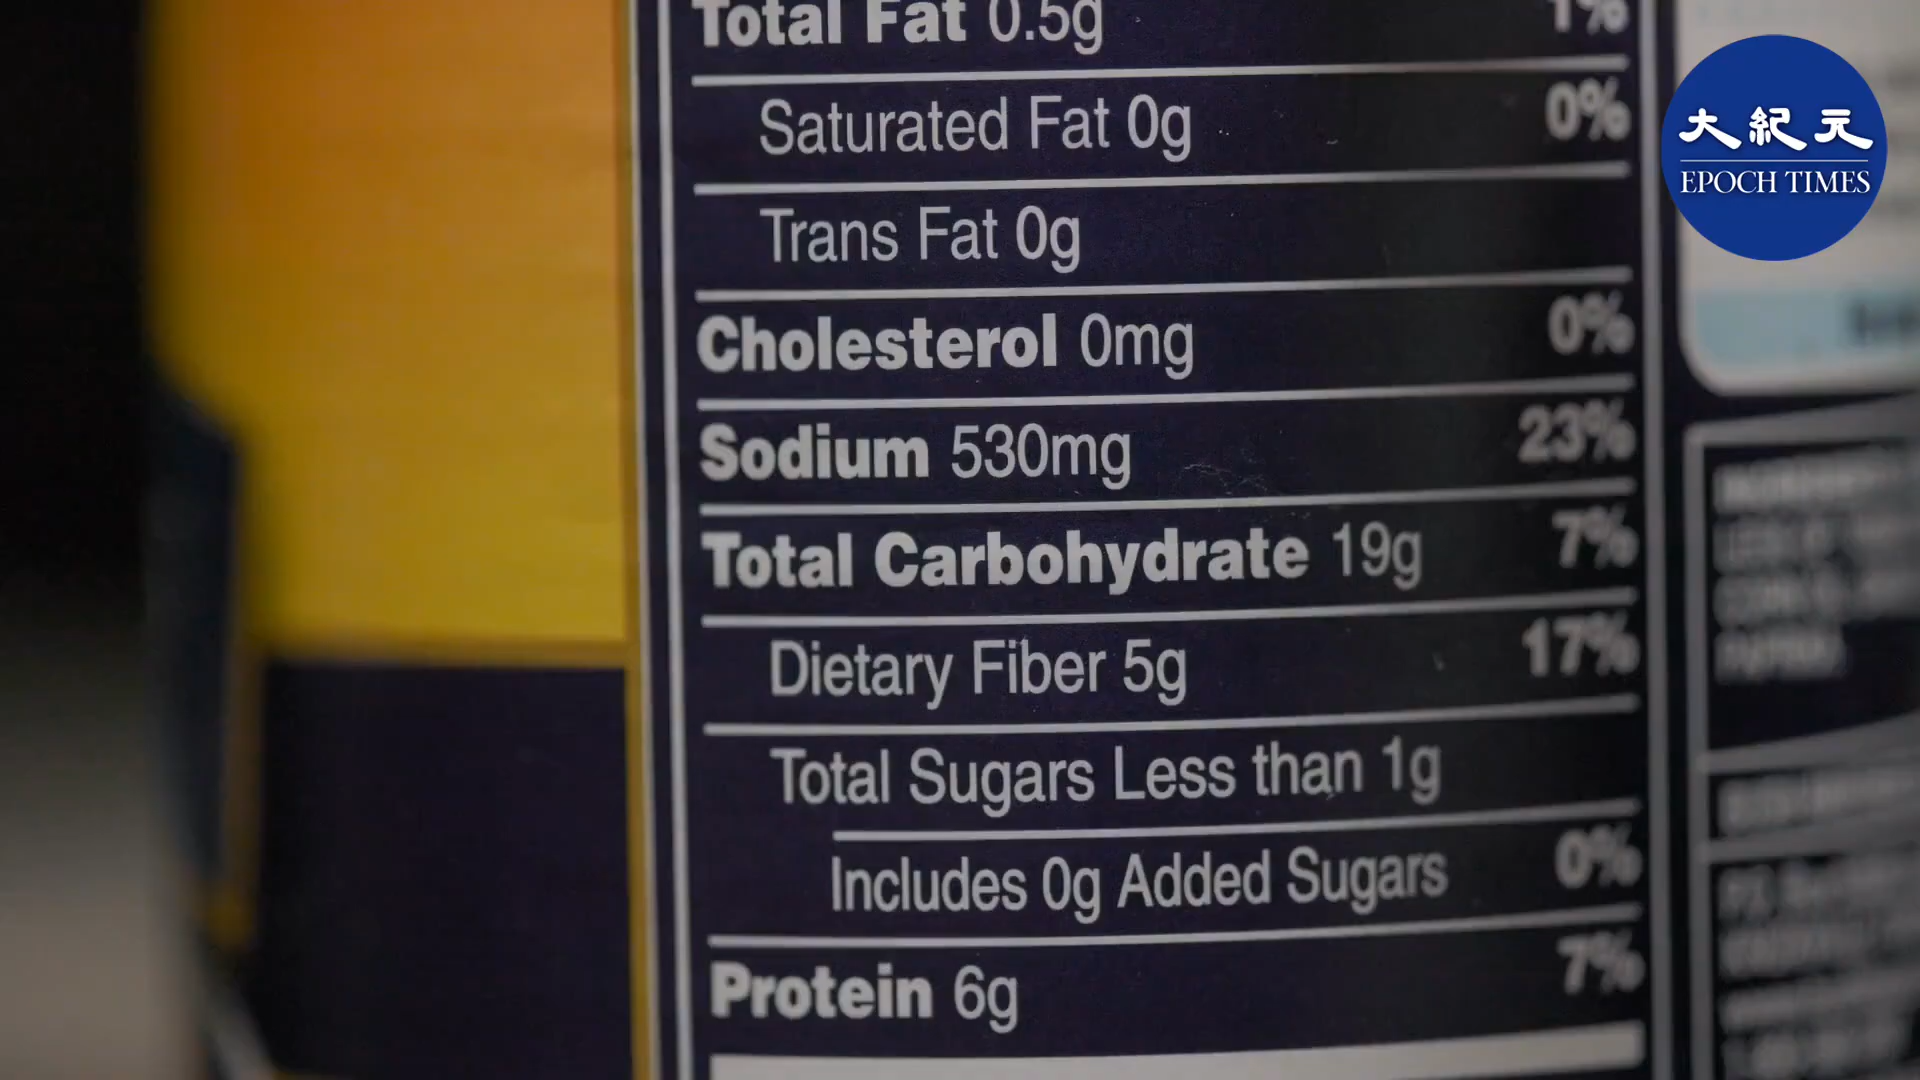 Total Fat 0.5g 1%
Saturated Fat 0g 0%
Trans Fat 0g
Cholesterol 0mg 0%
Sodium 530mg 23%
Total Carbohydrate 19g 7%
Dietary Fiber 5g 17%
Total Sugars Less than 1g
Includes 0g Added Sugars 0%
Protein 6g 7%
大紀元
EPOCH TIMES